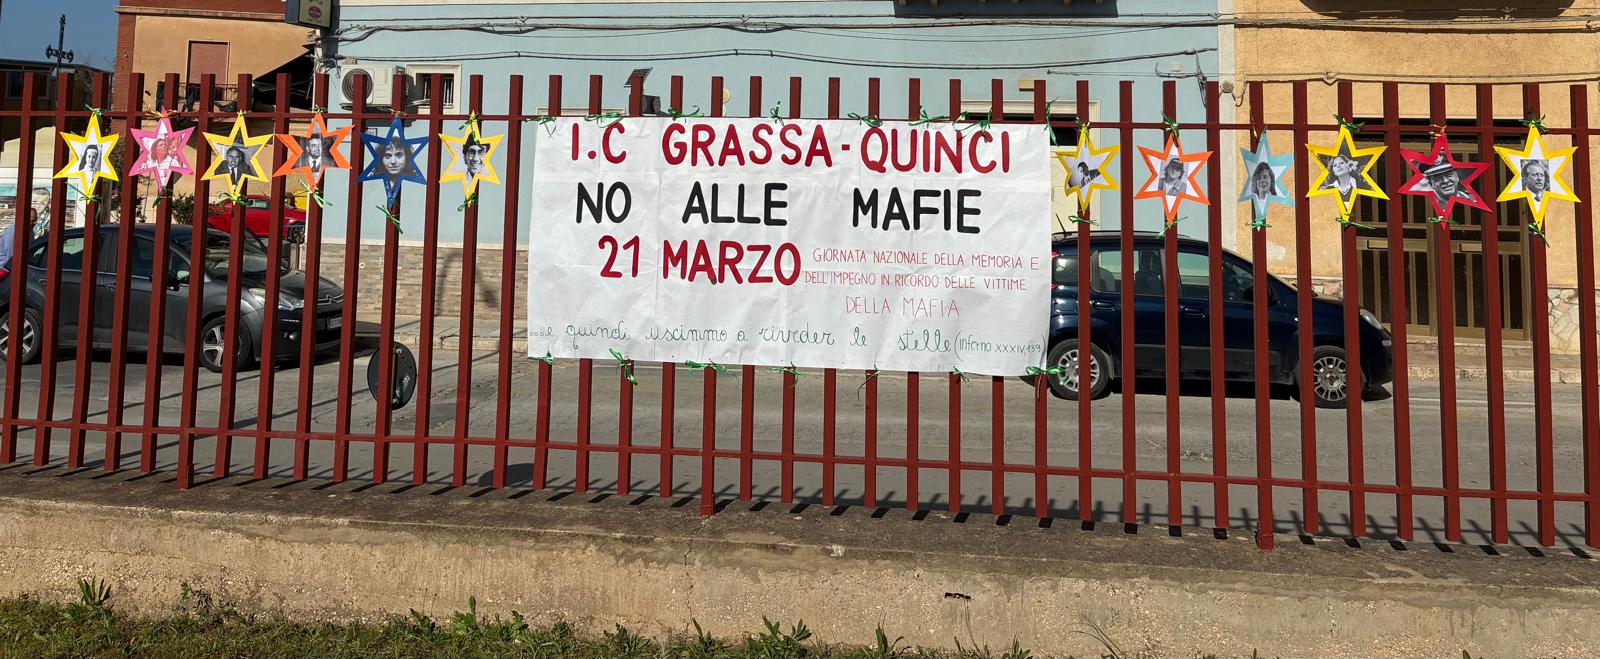 I.C GRASSA-QUINCI
NO ALLE MAFIE
21 MARZO
GIORNATA NAZIONALE DELLA MEMORIA E
DELL'IMPEGNO IN RICORDO DELLE VITTIME
DELLA MAFIA
...e quindi uscimmo a riveder le stelle (Inferno XXXIV,139)